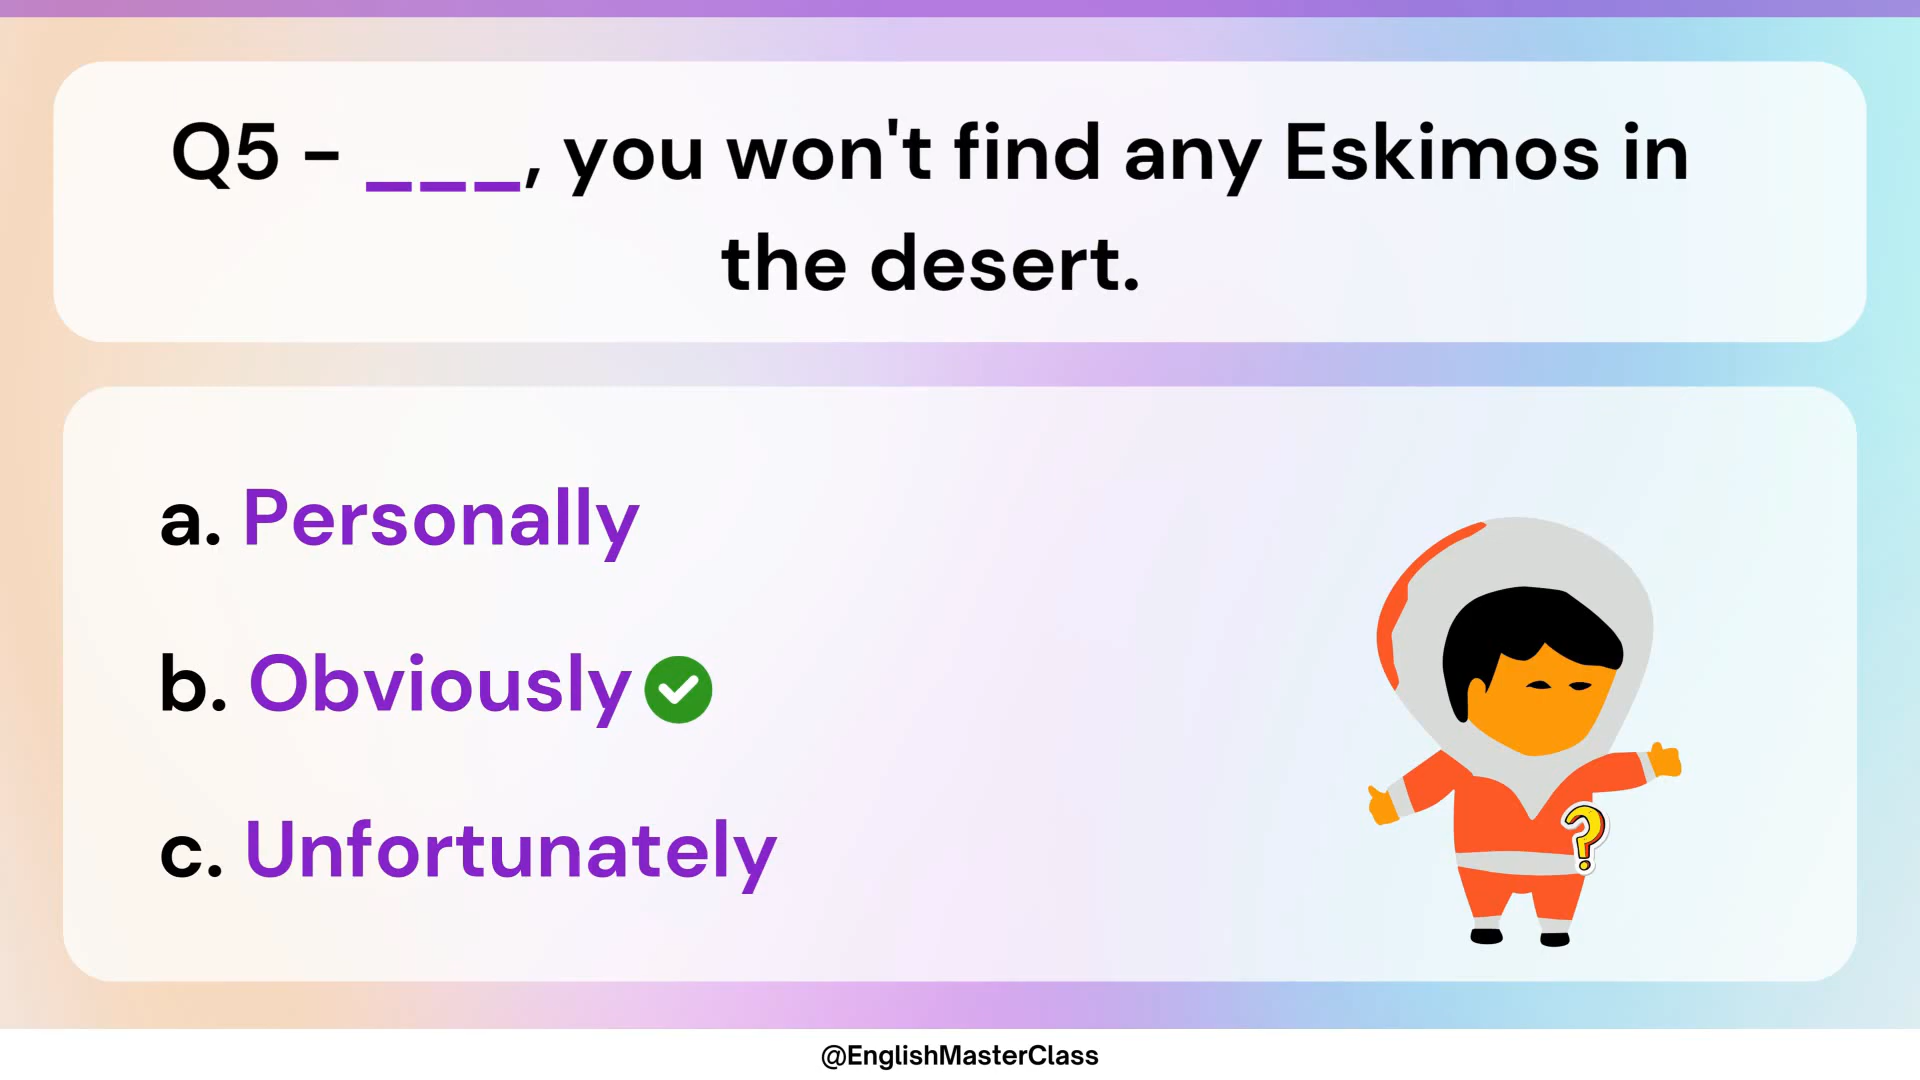 Q5 - ___, you won't find any Eskimos in
the desert.
a. Personally
b. Obviously
c. Unfortunately
?
@EnglishMasterClass